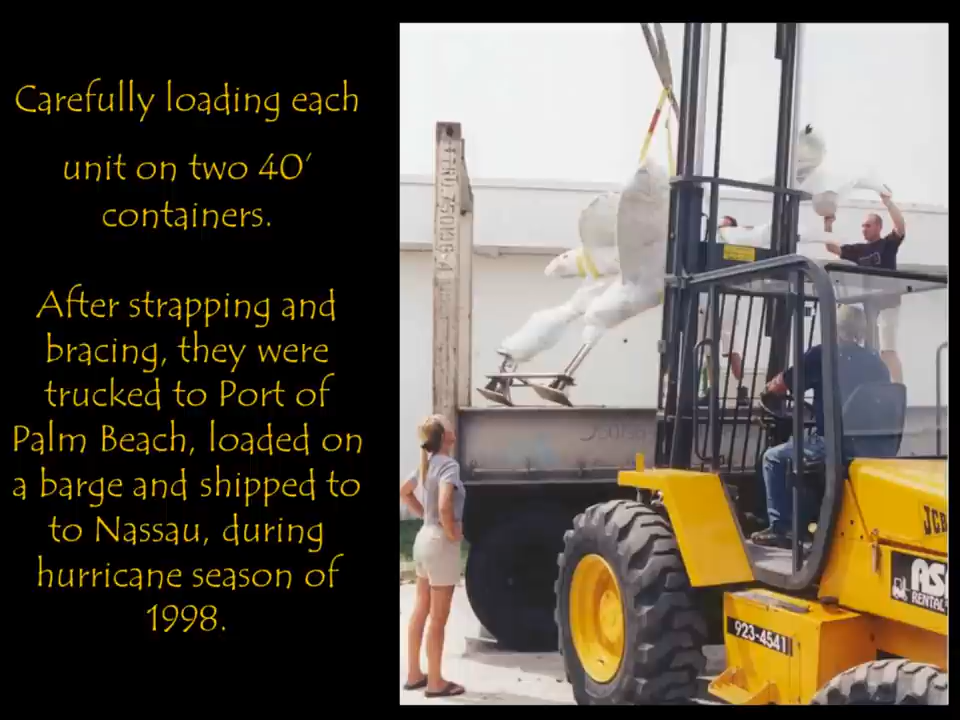 Carefully loading each
unit on two 40'
containers.
After strapping and
bracing, they were
trucked to Port of
Palm Beach, loaded on
a barge and shipped to
to Nassau, during
hurricane season of
1998.
JCB
RENTAL
923-4541